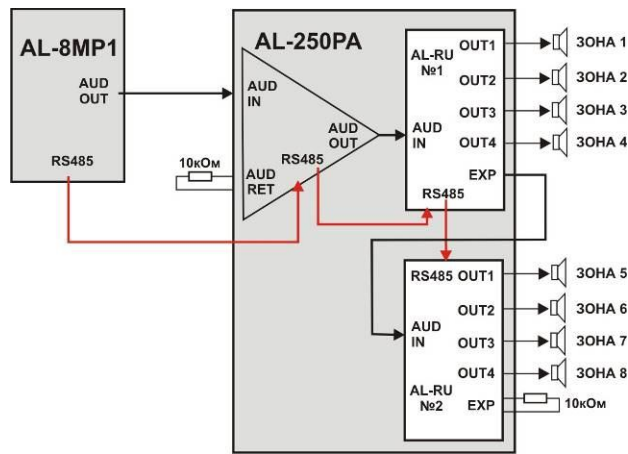 AL-8MP1
AUD
OUT
RS485
10кОм
AL-250PA
AUD
IN
AUD
OUT
RS485
AUD
RET
AL-RU
№1
AUD
IN
OUT1
OUT2
OUT3
OUT4
EXP
RS485
ЗОНА 1
ЗОНА 2
ЗОНА 3
ЗОНА 4
RS485
OUT1
OUT2
OUT3
OUT4
EXP
AUD
IN
AL-RU
№2
ЗОНА 5
ЗОНА 6
ЗОНА 7
ЗОНА 8
10кОм